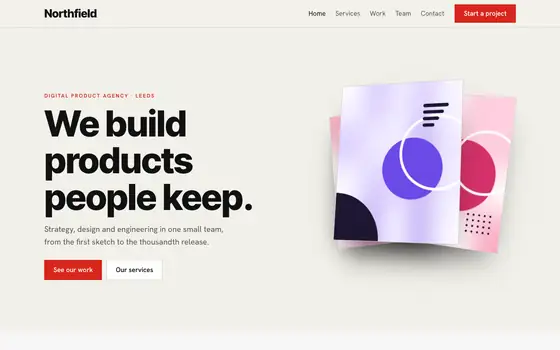 Northfield
Home
Services
Work
Team
Contact
Start a project
DIGITAL PRODUCT AGENCY · LEEDS
We build
products
people keep.
Strategy, design and engineering in one small team,
from the first sketch to the thousandth release.
See our work
Our services